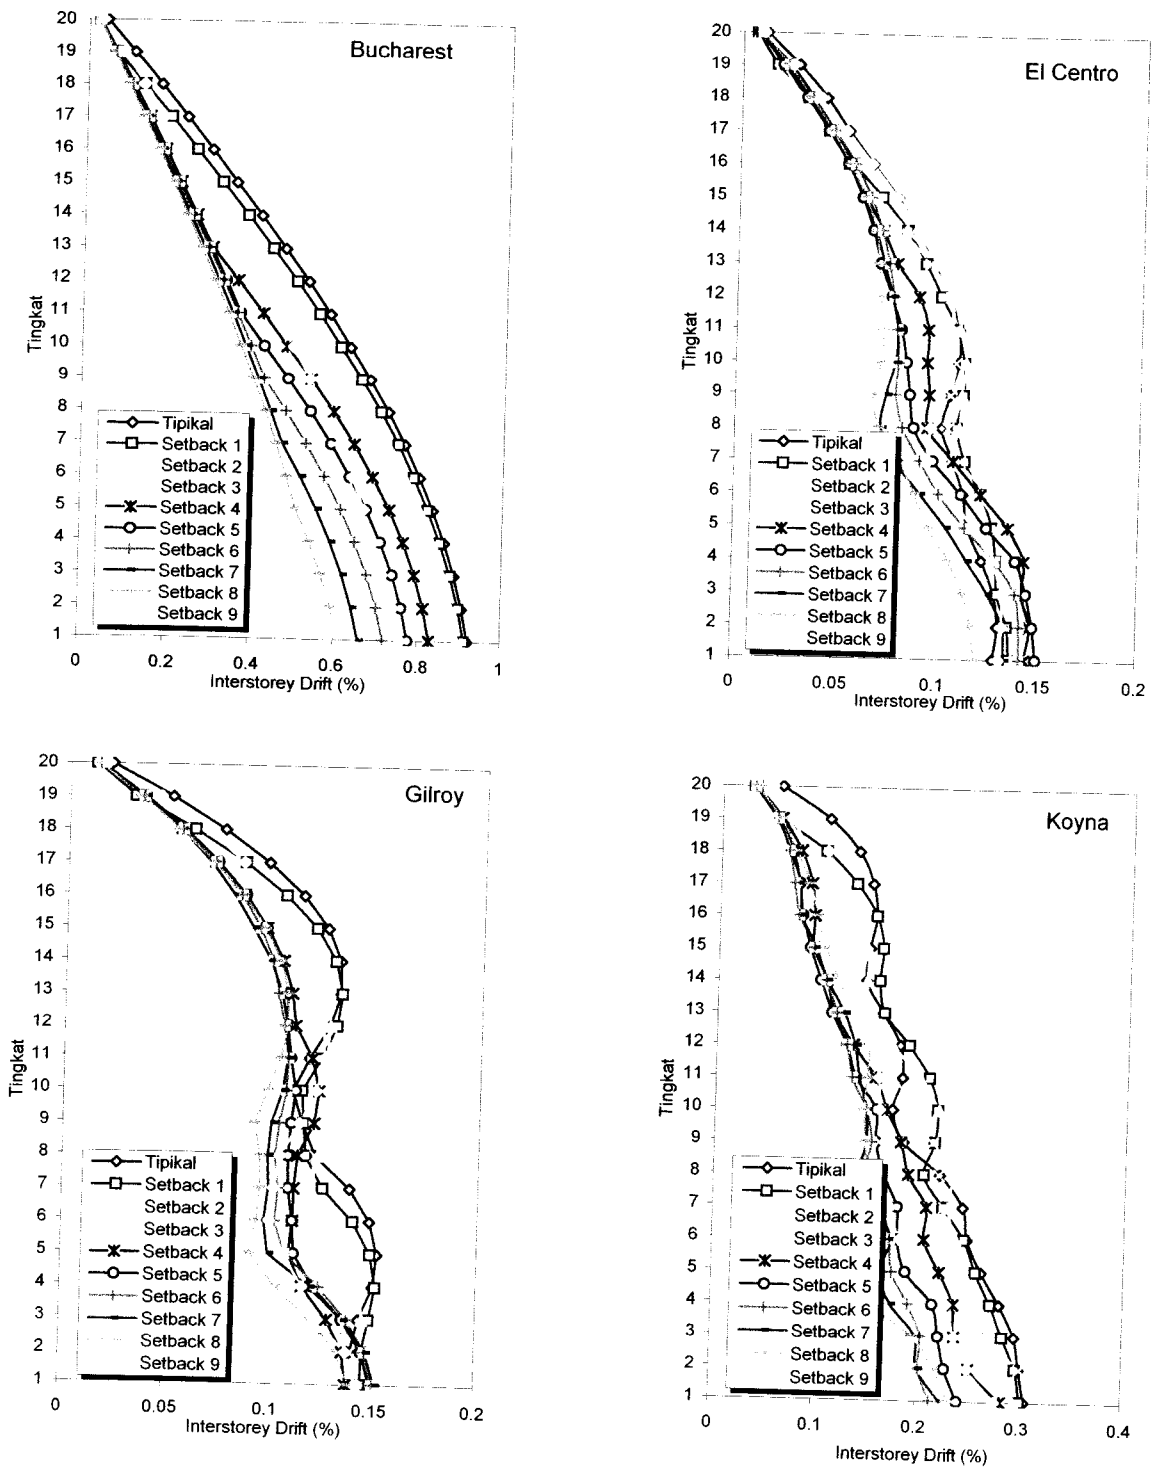 Bucharest
20
19
18
17
16
15
14
13
12
11
10
9
8
7
6
5
4
3
2
1
Tingkat
Tipikal
Setback 1
Setback 2
Setback 3
Setback 4
Setback 5
Setback 6
Setback 7
Setback 8
Setback 9
0 0.2 0.4 0.6 0.8 1
Interstorey Drift (%)
El Centro
20
19
18
17
16
15
14
13
12
11
10
9
8
7
6
5
4
3
2
1
Tingkat
Tipikal
Setback 1
Setback 2
Setback 3
Setback 4
Setback 5
Setback 6
Setback 7
Setback 8
Setback 9
0 0.05 0.1 0.15 0.2
Interstorey Drift (%)
Gilroy
20
19
18
17
16
15
14
13
12
11
10
9
8
7
6
5
4
3
2
1
Tingkat
Tipikal
Setback 1
Setback 2
Setback 3
Setback 4
Setback 5
Setback 6
Setback 7
Setback 8
Setback 9
0 0.05 0.1 0.15 0.2
Interstorey Drift (%)
Koyna
20
19
18
17
16
15
14
13
12
11
10
9
8
7
6
5
4
3
2
1
Tingkat
Tipikal
Setback 1
Setback 2
Setback 3
Setback 4
Setback 5
Setback 6
Setback 7
Setback 8
Setback 9
0 0.1 0.2 0.3 0.4
Interstorey Drift (%)